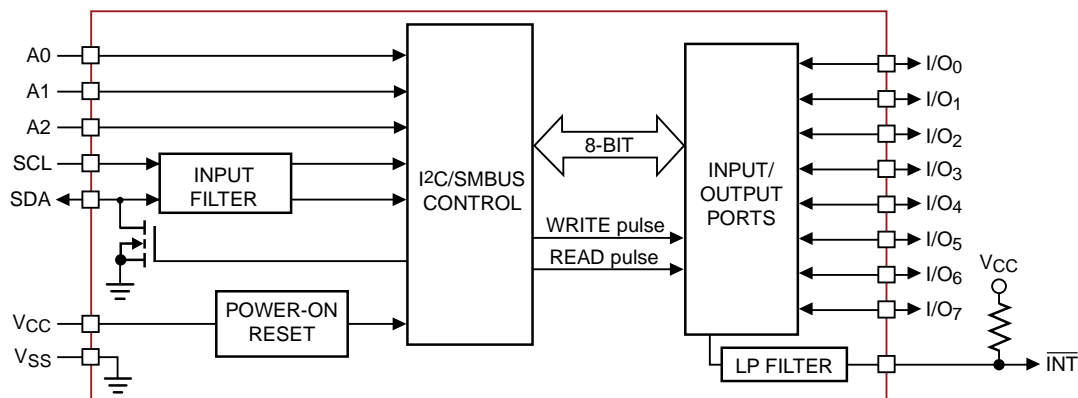 A0
A1
A2
SCL
SDA
VCC
VSS
INPUT
FILTER
POWER-ON
RESET
I2C/SMBUS
CONTROL
8-BIT
WRITE pulse
READ pulse
INPUT/
OUTPUT
PORTS
LP FILTER
I/O0
I/O1
I/O2
I/O3
I/O4
I/O5
I/O6
I/O7
VCC
INT